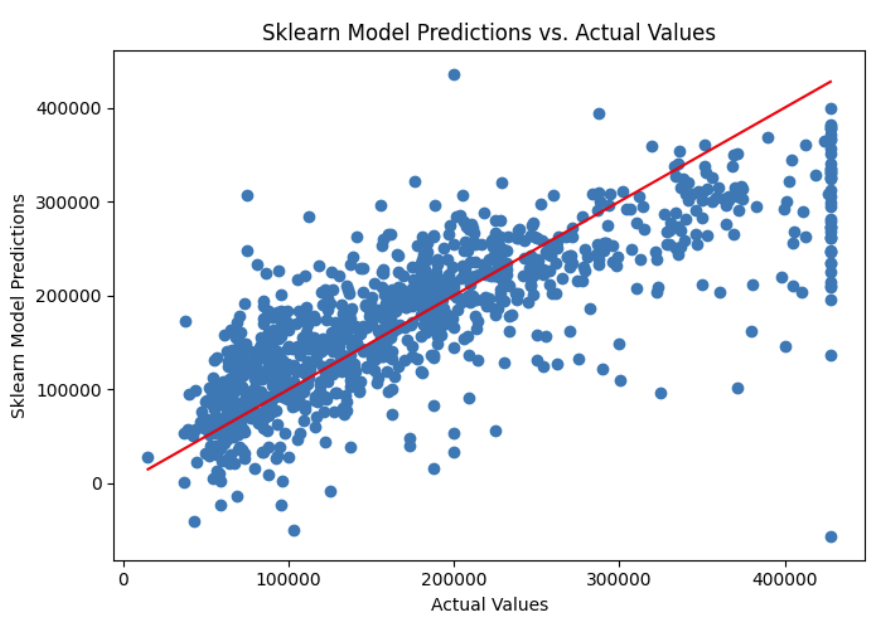 Sklearn Model Predictions vs. Actual Values
400000
300000
200000
100000
0
Sklearn Model Predictions
0 100000 200000 300000 400000
Actual Values